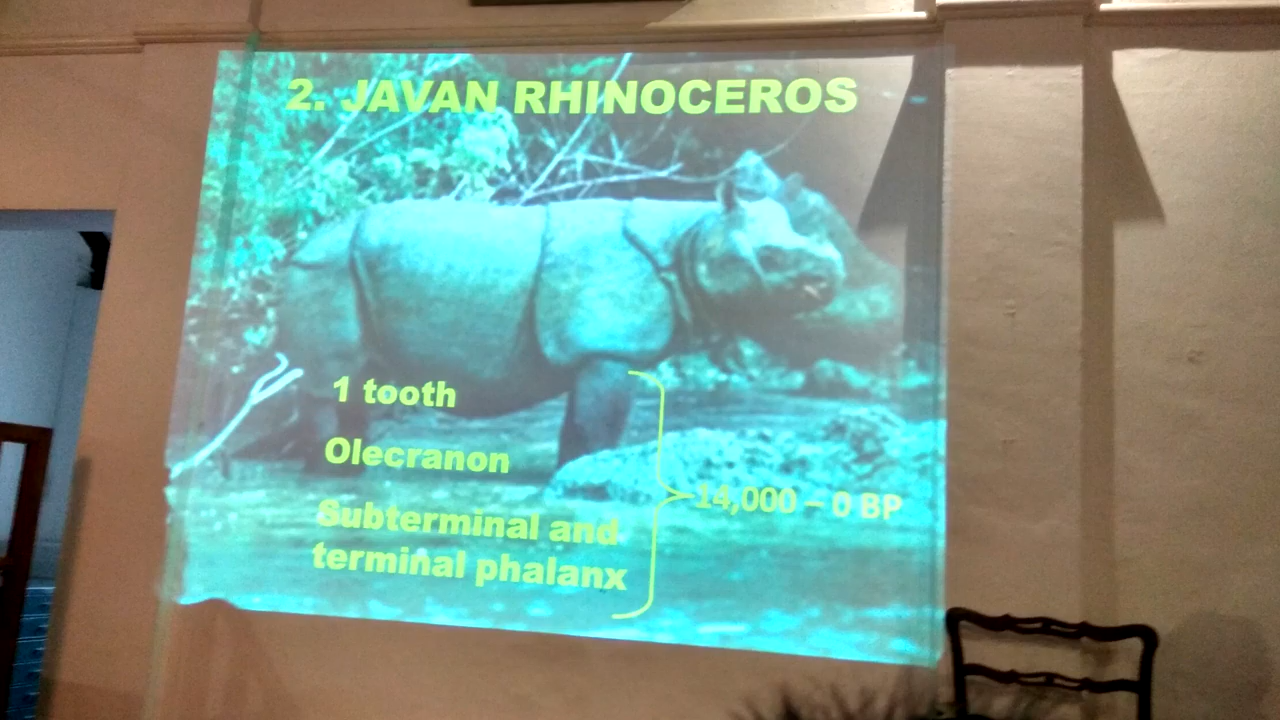 2. JAVAN RHINOCEROS
1 tooth
Olecranon
Subterminal and
terminal phalanx
14,000 – 0 BP